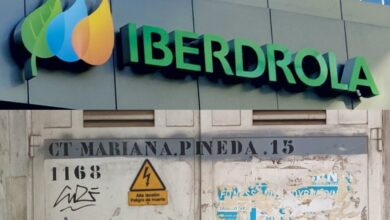 IBERDROLA
CT MARIANA.PINEDA.15
1168
Alta tensión
Peligro de muerte